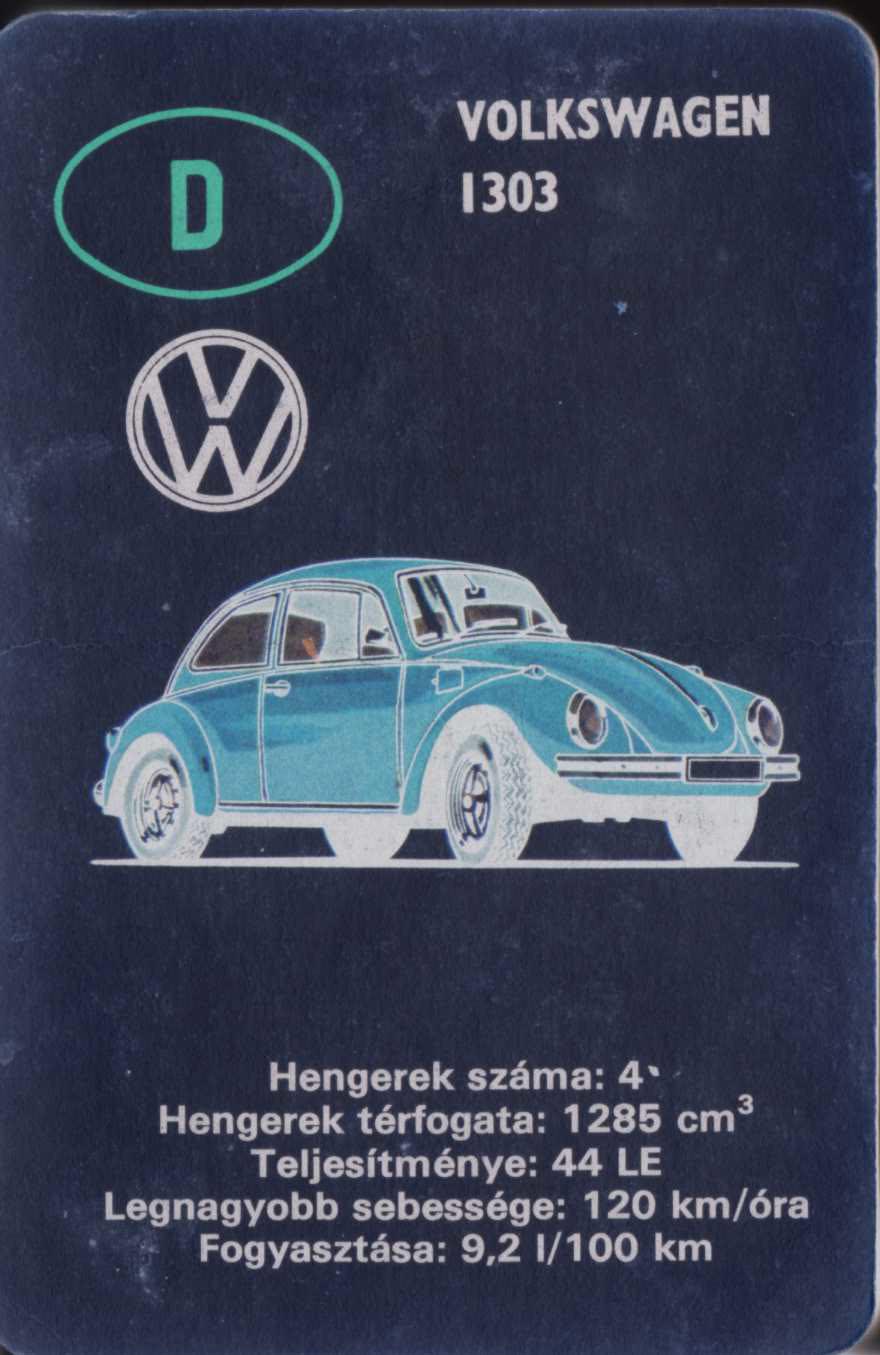 D
VOLKSWAGEN
1303
VW
Hengerek száma: 4
Hengerek térfogata: 1285 cm³
Teljesítménye: 44 LE
Legnagyobb sebessége: 120 km/óra
Fogyasztása: 9,2 l/100 km